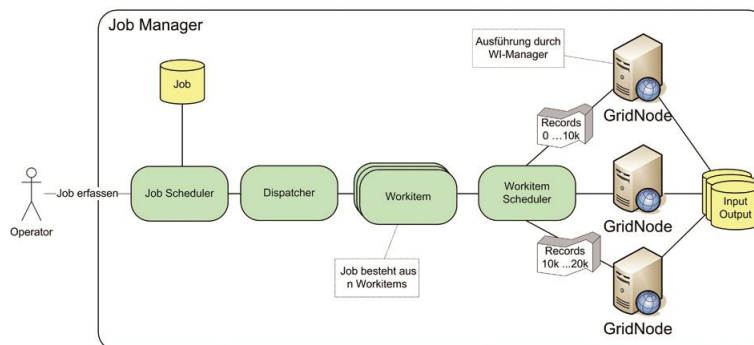 Job Manager
Ausführung durch
WI-Manager
Job
GridNode
Records
0 ...10k
Operator
Job erfassen
Job Scheduler
Dispatcher
Workitem
Workitem
Scheduler
GridNode
Input
Output
Job besteht aus
n Workitems
Records
10k ...20k
GridNode